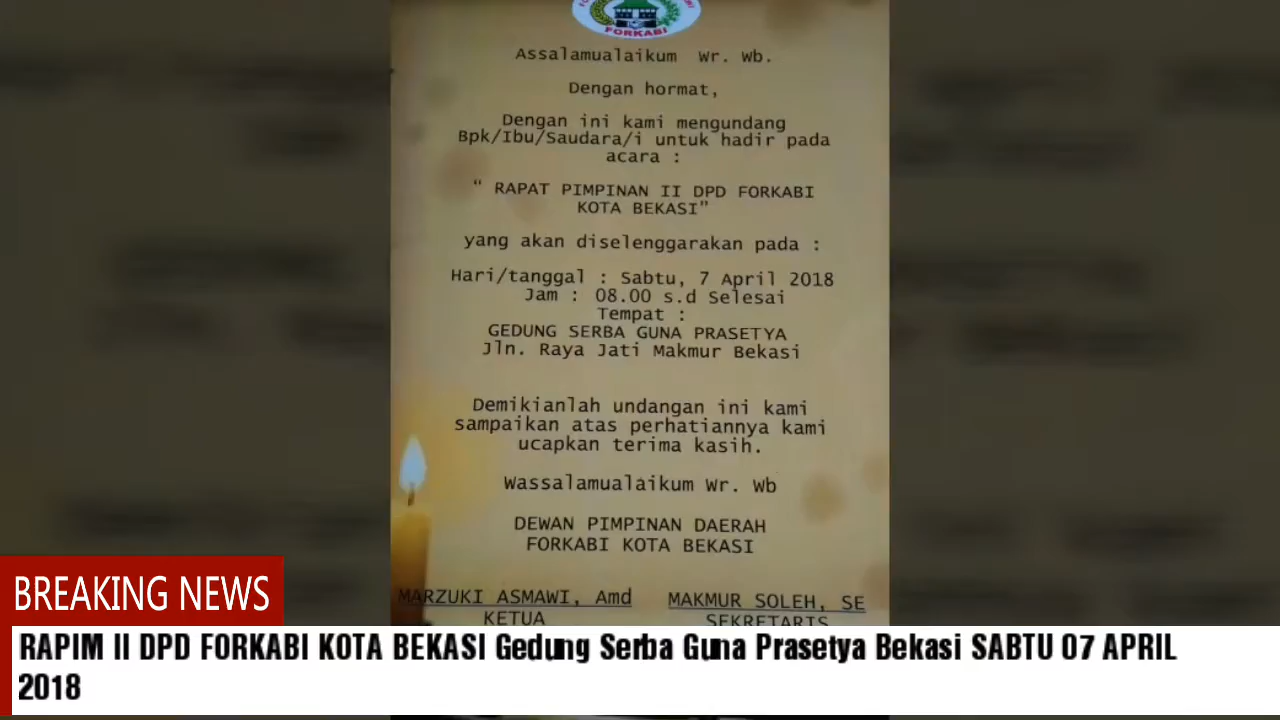 FORKABI
Assalamualaikum Wr. Wb.
Dengan hormat,
Dengan ini kami mengundang
Bpk/Ibu/Saudara/i untuk hadir pada
acara :
“ RAPAT PIMPINAN II DPD FORKABI
KOTA BEKASI"
yang akan diselenggarakan pada :
Hari/tanggal : Sabtu, 7 April 2018
Jam : 08.00 s.d Selesai
Tempat :
GEDUNG SERBA GUNA PRASETYA
Jln. Raya Jati Makmur Bekasi
Demikianlah undangan ini kami
sampaikan atas perhatiannya kami
ucapkan terima kasih.
Wassalamualaikum Wr. Wb
DEWAN PIMPINAN DAERAH
FORKABI KOTA BEKASI
MARZUKI ASMAWI, Amd MAKMUR SOLEH, SE
KETUA SEKRETARIS
BREAKING NEWS
RAPIM II DPD FORKABI KOTA BEKASI Gedung Serba Guna Prasetya Bekasi SABTU 07 APRIL
2018